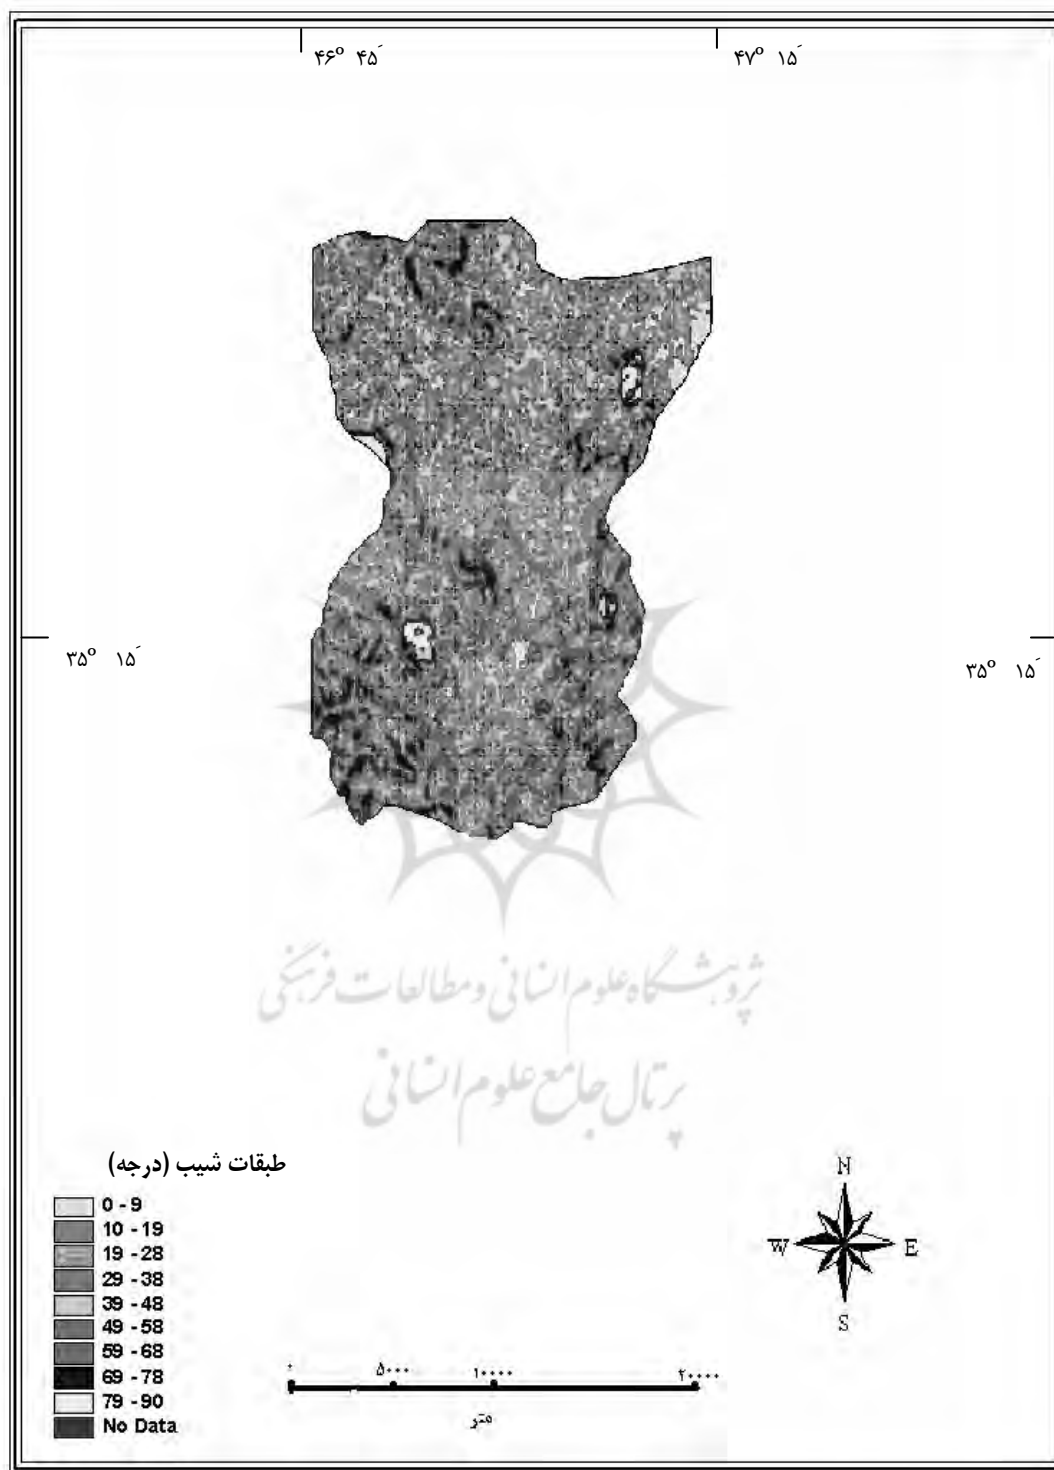 ۴۶° ۴۵´
۴۷° ۱۵´
۳۵° ۱۵´
۳۵° ۱۵´
پژوهشگاه علوم انسانی و مطالعات فرهنگی
پرتال جامع علوم انسانی
طبقات شیب (درجه)
0 - 9
10 - 19
19 - 28
29 - 38
39 - 48
49 - 58
59 - 68
69 - 78
79 - 90
No Data
N
W E
S
۰ ۵۰۰۰ ۱۰۰۰۰ ۲۰۰۰۰
متر